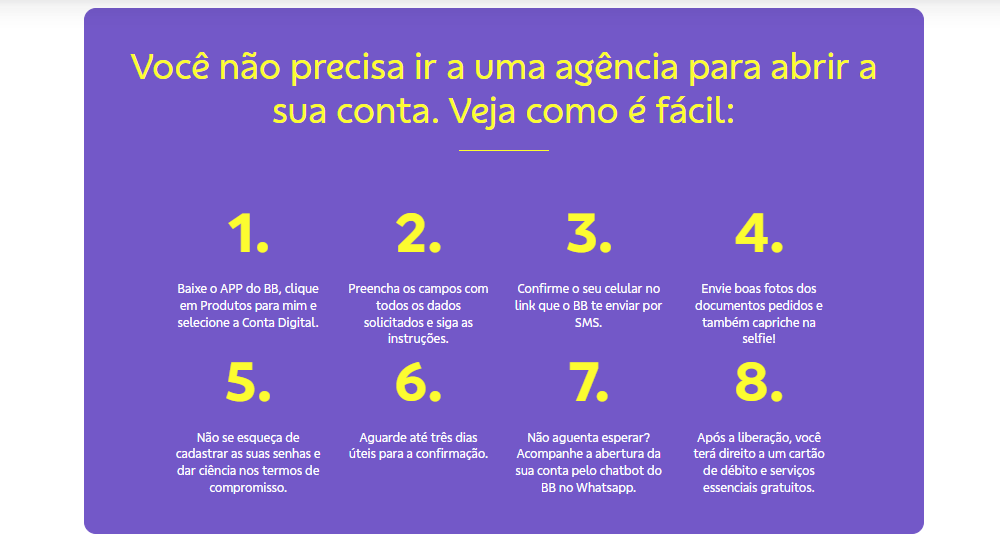 Você não precisa ir a uma agência para abrir a
sua conta. Veja como é fácil:
1.
Baixe o APP do BB, clique
em Produtos para mim e
selecione a Conta Digital.
2.
Preencha os campos com
todos os dados
solicitados e siga as
instruções.
3.
Confirme o seu celular no
link que o BB te enviar por
SMS.
4.
Envie boas fotos dos
documentos pedidos e
também capriche na
selfie!
5.
Não se esqueça de
cadastrar as suas senhas e
dar ciência nos termos de
compromisso.
6.
Aguarde até três dias
úteis para a confirmação.
7.
Não aguenta esperar?
Acompanhe a abertura da
sua conta pelo chatbot do
BB no Whatsapp.
8.
Após a liberação, você
terá direito a um cartão
de débito e serviços
essenciais gratuitos.